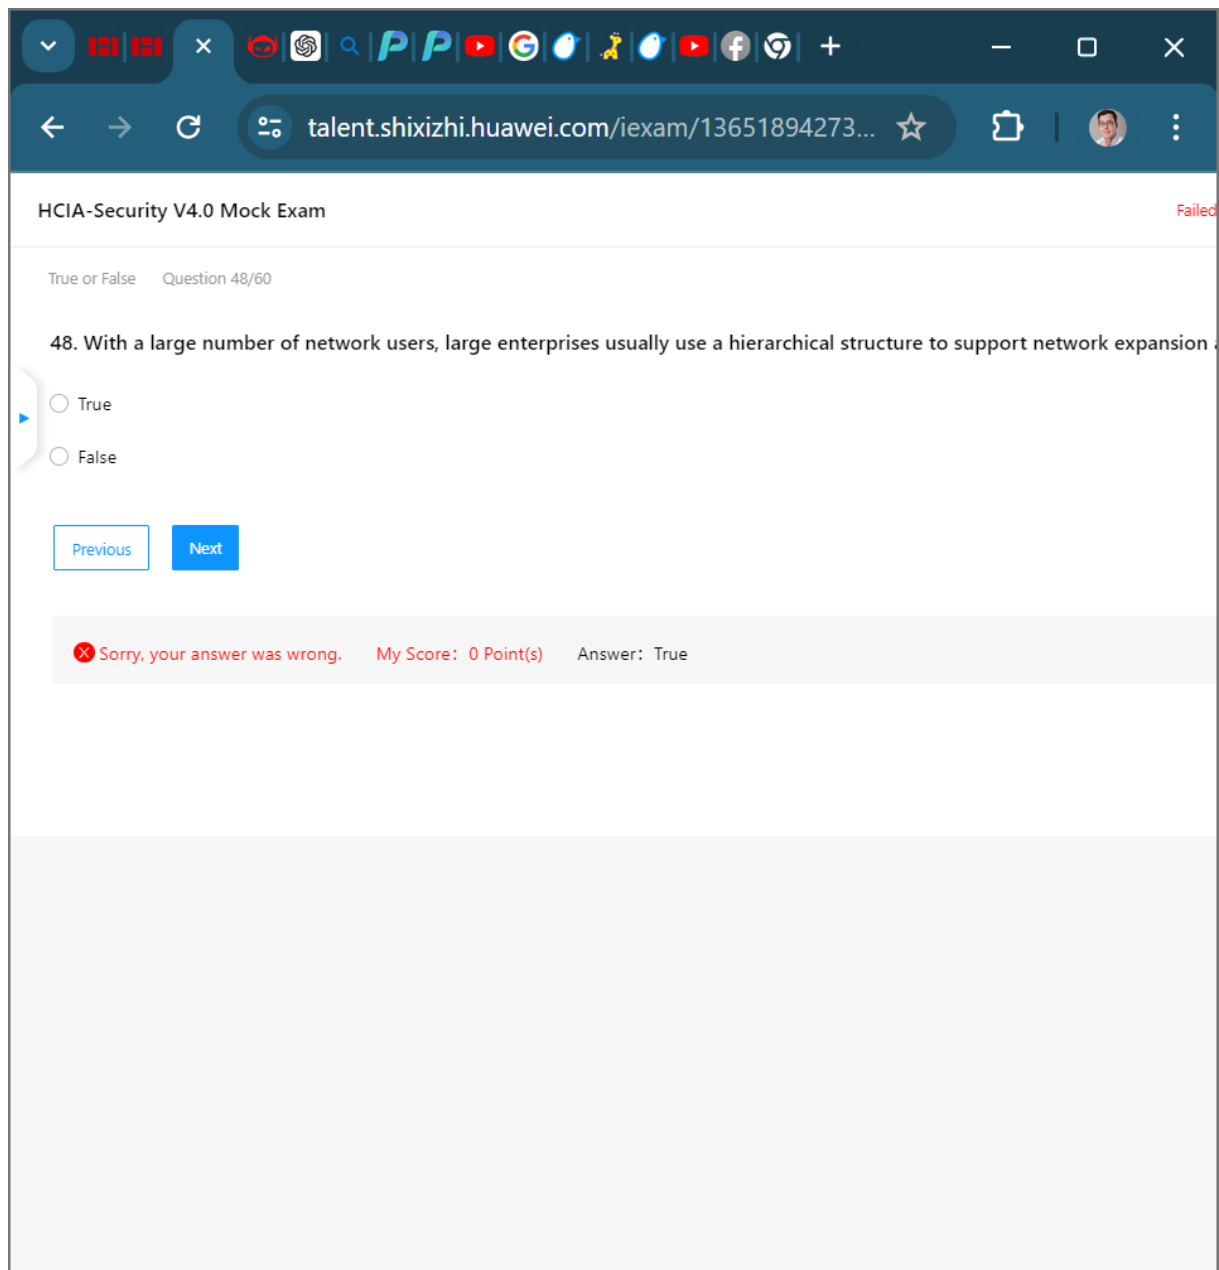 talent.shixizhi.huawei.com/iexam/13651894273...
HCIA-Security V4.0 Mock Exam
Failed
True or False Question 48/60
48. With a large number of network users, large enterprises usually use a hierarchical structure to support network expansion
True
False
Previous Next
Sorry, your answer was wrong. My Score: 0 Point(s) Answer: True